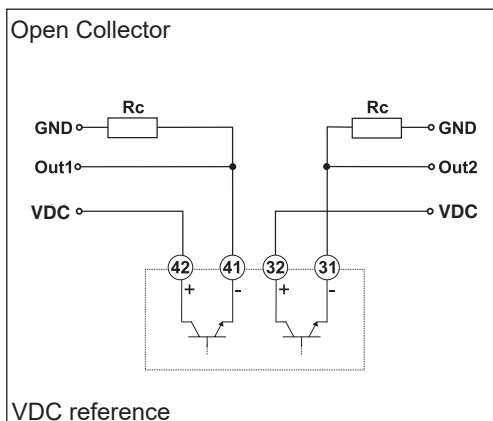 Open Collector
Rc Rc
GND GND
Out1 Out2
VDC VDC
42 41 32 31
+ - + -
VDC reference